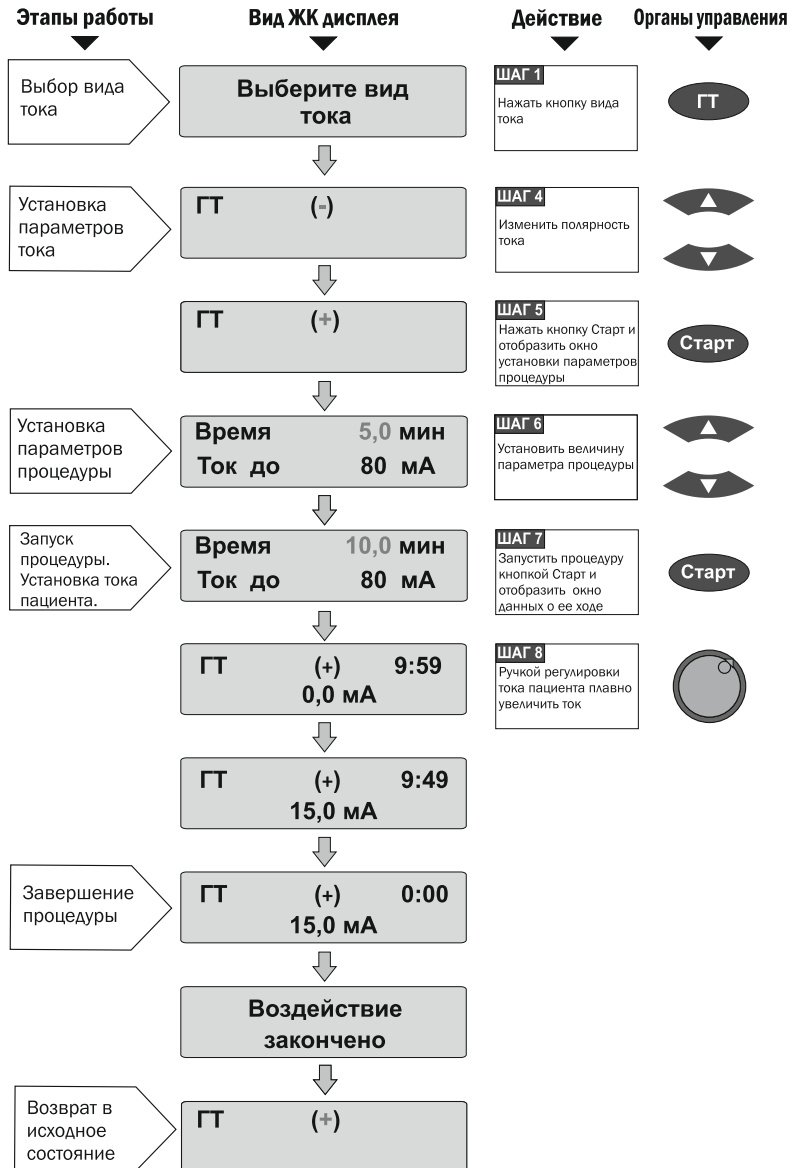 Этапы работы
Вид ЖК дисплея
Действие
Органы управления
Выбор вида
тока
Выберите вид
тока
ШАГ 1
Нажать кнопку вида
тока
ГТ
Установка
параметров
тока
ГТ (-)
ШАГ 4
Изменить полярность
тока
ГТ (+)
ШАГ 5
Нажать кнопку Старт и
отобразить окно
установки параметров
процедуры
Старт
Установка
параметров
процедуры
Время 5,0 мин
Ток до 80 мА
ШАГ 6
Установить величину
параметра процедуры
Запуск
процедуры.
Установка тока
пациента.
Время 10,0 мин
Ток до 80 мА
ШАГ 7
Запустить процедуру
кнопкой Старт и
отобразить окно
данных о ее ходе
Старт
ГТ (+) 9:59
0,0 мА
ШАГ 8
Ручкой регулировки
тока пациента плавно
увеличить ток
ГТ (+) 9:49
15,0 мА
Завершение
процедуры
ГТ (+) 0:00
15,0 мА
Воздействие
закончено
Возврат в
исходное
состояние
ГТ (+)